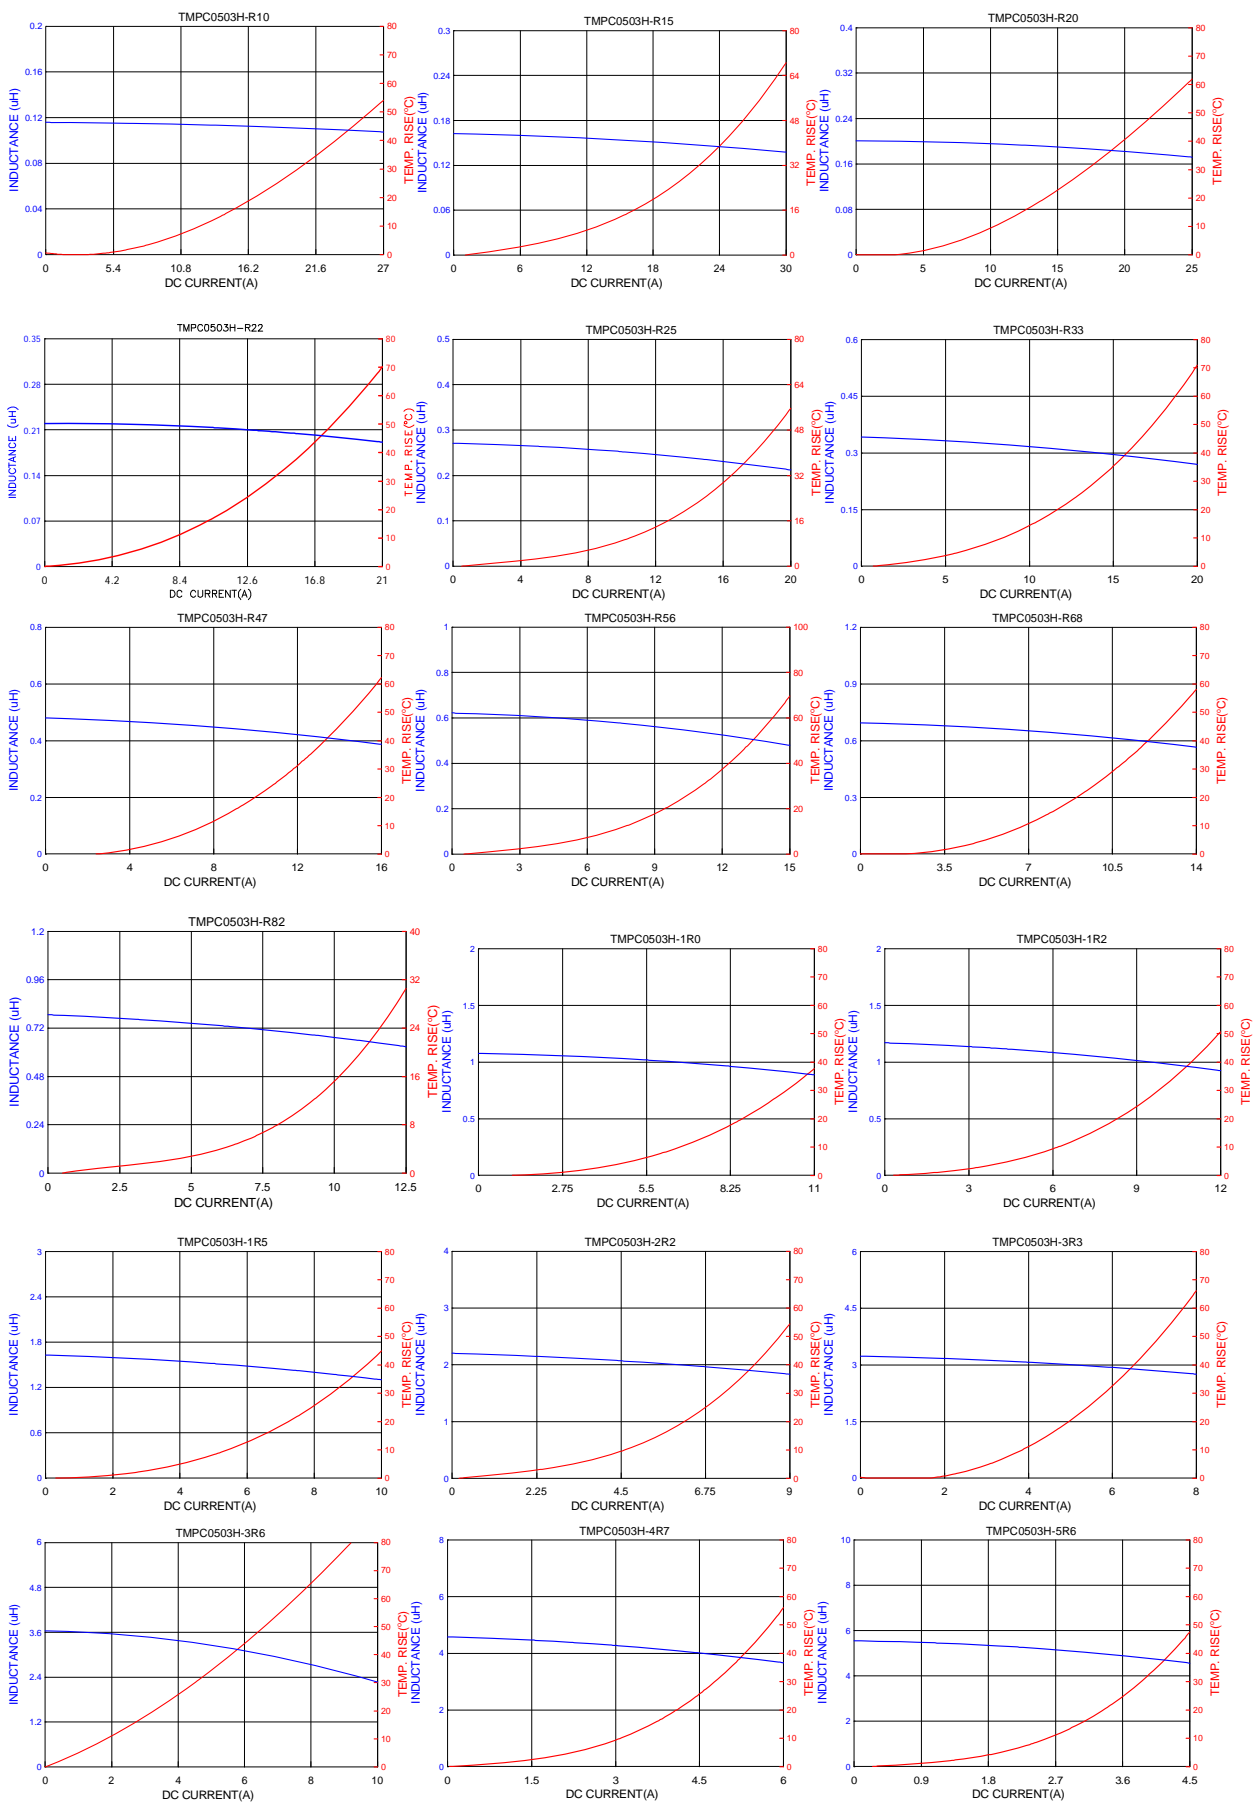 TMPC0503H-R10
0.2
0.16
0.12
0.08
0.04
0
80
70
60
50
40
30
20
10
0
INDUCTANCE (uH)
TEMP. RISE(°C)
0 5.4 10.8 16.2 21.6 27
DC CURRENT(A)
TMPC0503H-R15
0.3
0.24
0.18
0.12
0.06
0
80
64
48
32
16
0
INDUCTANCE (uH)
TEMP. RISE(°C)
0 6 12 18 24 30
DC CURRENT(A)
TMPC0503H-R20
0.4
0.32
0.24
0.16
0.08
0
80
70
60
50
40
30
20
10
0
INDUCTANCE (uH)
TEMP. RISE(°C)
0 5 10 15 20 25
DC CURRENT(A)
TMPC0503H-R22
0.35
0.28
0.21
0.14
0.07
0
80
70
60
50
40
30
20
10
0
INDUCTANCE (uH)
TEMP. RISE(°C)
0 4.2 8.4 12.6 16.8 21
DC CURRENT(A)
TMPC0503H-R25
0.5
0.4
0.3
0.2
0.1
0
80
64
48
32
16
0
INDUCTANCE (uH)
TEMP. RISE(°C)
0 4 8 12 16 20
DC CURRENT(A)
TMPC0503H-R33
0.6
0.45
0.3
0.15
0
80
70
60
50
40
30
20
10
0
INDUCTANCE (uH)
TEMP. RISE(°C)
0 5 10 15 20
DC CURRENT(A)
TMPC0503H-R47
0.8
0.6
0.4
0.2
0
80
70
60
50
40
30
20
10
0
INDUCTANCE (uH)
TEMP. RISE(°C)
0 4 8 12 16
DC CURRENT(A)
TMPC0503H-R56
1
0.8
0.6
0.4
0.2
0
100
80
60
40
20
0
INDUCTANCE (uH)
TEMP. RISE(°C)
0 3 6 9 12 15
DC CURRENT(A)
TMPC0503H-R68
1.2
0.9
0.6
0.3
0
80
70
60
50
40
30
20
10
0
INDUCTANCE (uH)
TEMP. RISE(°C)
0 3.5 7 10.5 14
DC CURRENT(A)
TMPC0503H-R82
1.2
0.96
0.72
0.48
0.24
0
40
32
24
16
8
0
INDUCTANCE (uH)
TEMP. RISE(°C)
0 2.5 5 7.5 10 12.5
DC CURRENT(A)
TMPC0503H-1R0
2
1.5
1
0.5
0
80
70
60
50
40
30
20
10
0
INDUCTANCE (uH)
TEMP. RISE(°C)
0 2.75 5.5 8.25 11
DC CURRENT(A)
TMPC0503H-1R2
2
1.5
1
0.5
0
80
70
60
50
40
30
20
10
0
INDUCTANCE (uH)
TEMP. RISE(°C)
0 3 6 9 12
DC CURRENT(A)
TMPC0503H-1R5
3
2.4
1.8
1.2
0.6
0
80
70
60
50
40
30
20
10
0
INDUCTANCE (uH)
TEMP. RISE(°C)
0 2 4 6 8 10
DC CURRENT(A)
TMPC0503H-2R2
4
3
2
1
0
80
70
60
50
40
30
20
10
0
INDUCTANCE (uH)
TEMP. RISE(°C)
0 2.25 4.5 6.75 9
DC CURRENT(A)
TMPC0503H-3R3
6
4.5
3
1.5
0
80
70
60
50
40
30
20
10
0
INDUCTANCE (uH)
TEMP. RISE(°C)
0 2 4 6 8
DC CURRENT(A)
TMPC0503H-3R6
6
4.8
3.6
2.4
1.2
0
80
70
60
50
40
30
20
10
0
INDUCTANCE (uH)
TEMP. RISE(°C)
0 2 4 6 8 10
DC CURRENT(A)
TMPC0503H-4R7
8
6
4
2
0
80
70
60
50
40
30
20
10
0
INDUCTANCE (uH)
TEMP. RISE(°C)
0 1.5 3 4.5 6
DC CURRENT(A)
TMPC0503H-5R6
10
8
6
4
2
0
80
70
60
50
40
30
20
10
0
INDUCTANCE (uH)
TEMP. RISE(°C)
0 0.9 1.8 2.7 3.6 4.5
DC CURRENT(A)